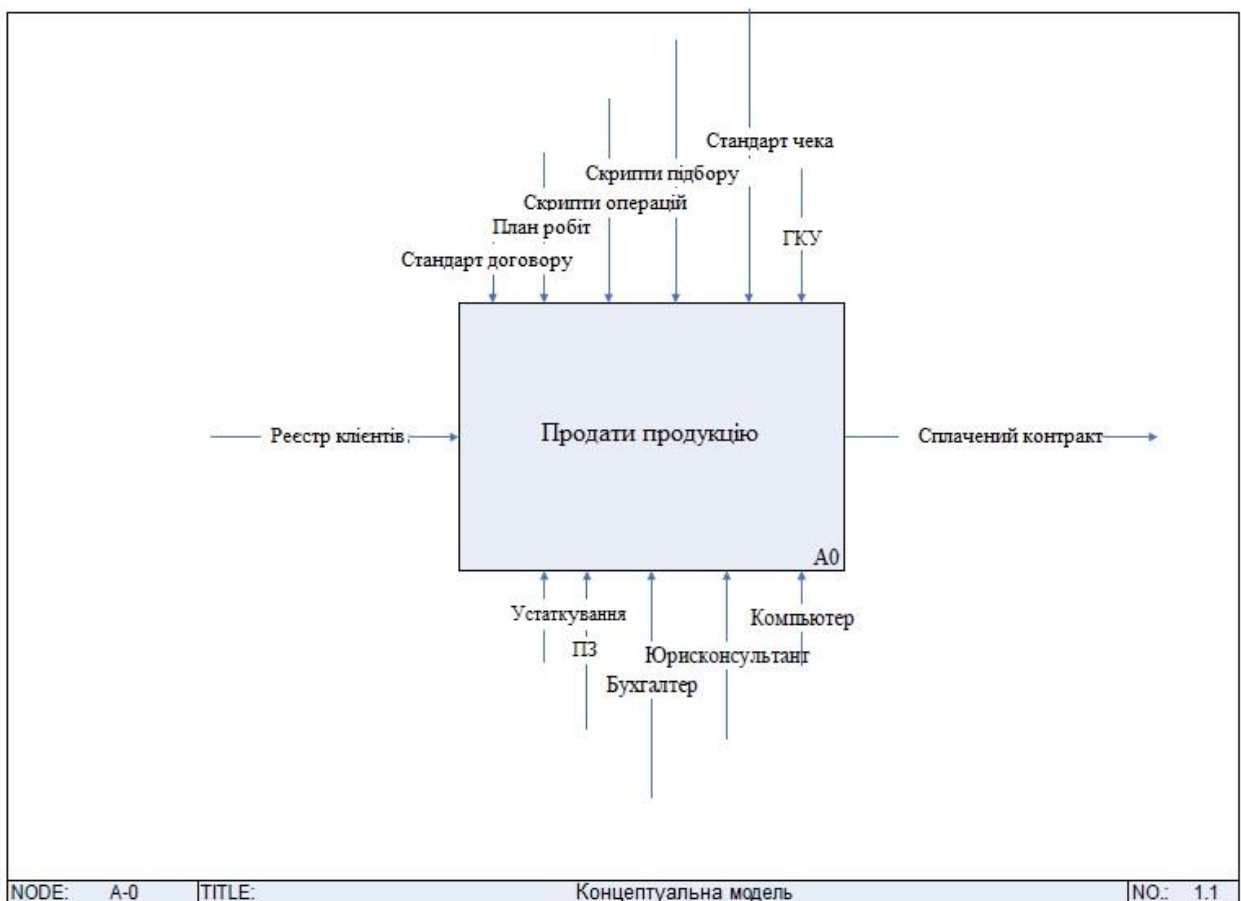 Стандарт чека
Скрипти підбору
Скрипти операцій
План робіт
ГКУ
Стандарт договору
Реєстр клієнтів
Продати продукцію
Сплачений контракт
А0
Устаткування
Компьютер
ПЗ
Юрисконсультант
Бухгалтер
NODE: A-0 TITLE: Концептуальна модель NO.: 1.1